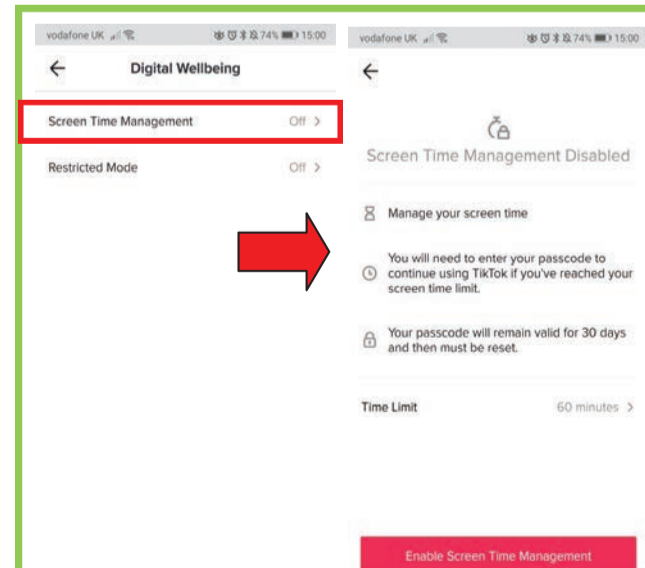 vodafone UK 74% 15:00
Digital Wellbeing
Screen Time Management Off >
Restricted Mode Off >
vodafone UK 74% 15:00
Screen Time Management Disabled
Manage your screen time
You will need to enter your passcode to
continue using TikTok if you've reached your
screen time limit.
Your passcode will remain valid for 30 days
and then must be reset.
Time Limit 60 minutes >
Enable Screen Time Management